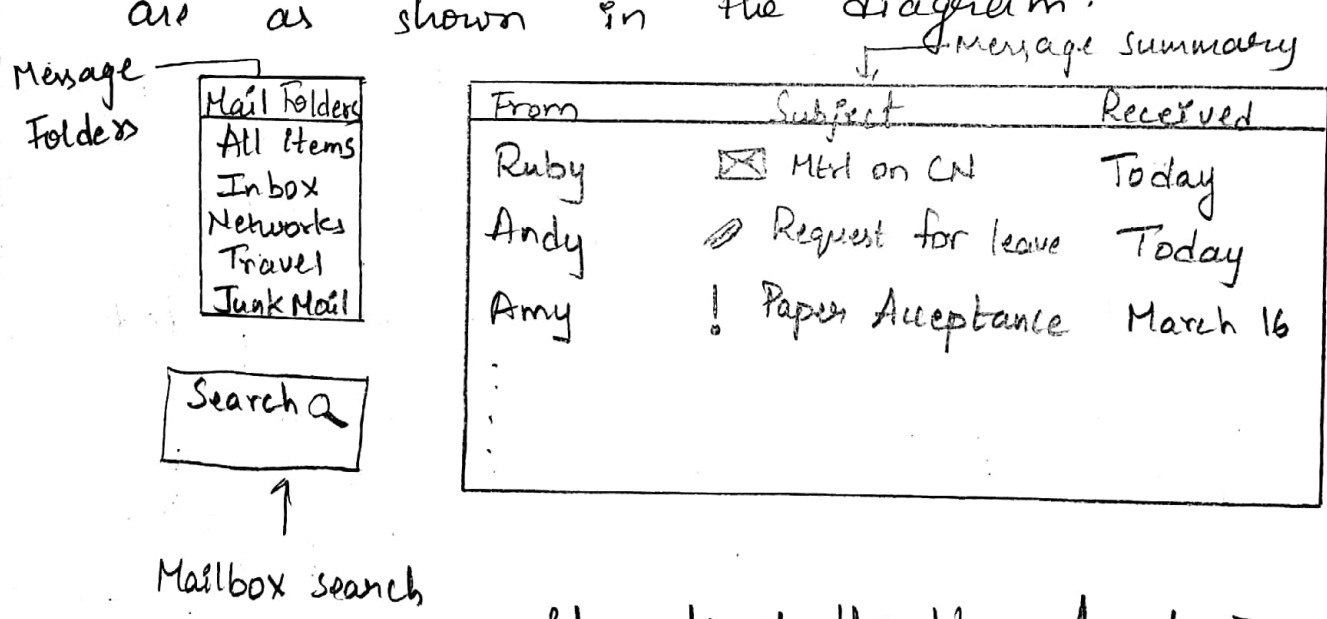 are as shown in the diagram.
Message Folders
Message summary
Mail Folders
All Items
Inbox
Networks
Travel
Junk Mail
From Subject Received
Ruby Mtrl on CN Today
Andy Request for leave Today
Amy ! Paper Acceptance March 16
Search
Mailbox search